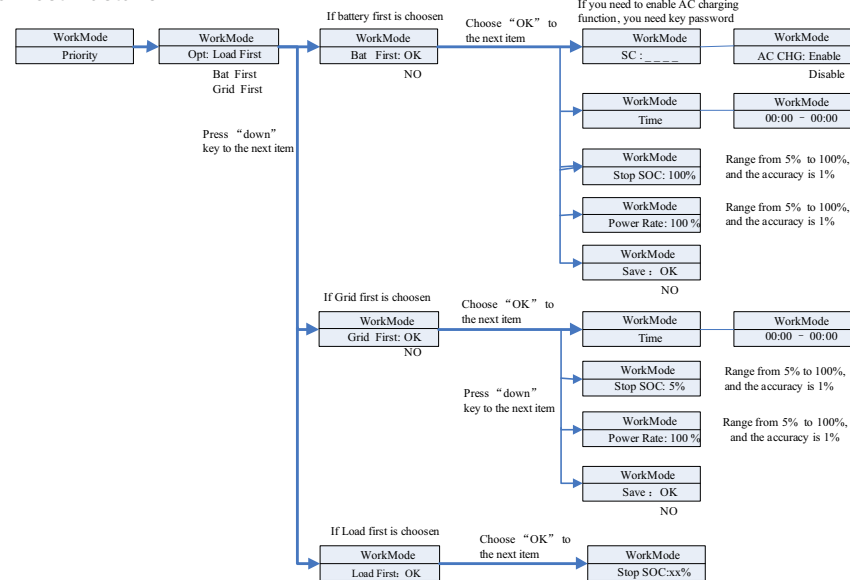 If you need to enable AC charging
function, you need key password
If battery first is choosen
Choose “OK” to
the next item
WorkMode
Priority
WorkMode
Opt: Load First
Bat First
Grid First
WorkMode
Bat First: OK
NO
WorkMode
SC : _ _ _ _
WorkMode
AC CHG: Enable
Disable
Press “down”
key to the next item
WorkMode
Time
WorkMode
00:00 - 00:00
WorkMode
Stop SOC: 100%
Range from 5% to 100%,
and the accuracy is 1%
WorkMode
Power Rate: 100 %
Range from 5% to 100%,
and the accuracy is 1%
WorkMode
Save : OK
NO
If Grid first is choosen
Choose “OK” to
the next item
WorkMode
Grid First: OK
NO
WorkMode
Time
WorkMode
00:00 - 00:00
Press “down”
key to the next item
WorkMode
Stop SOC: 5%
Range from 5% to 100%,
and the accuracy is 1%
WorkMode
Power Rate: 100 %
Range from 5% to 100%,
and the accuracy is 1%
WorkMode
Save : OK
NO
If Load first is choosen
Choose “OK” to
the next item
WorkMode
Load First: OK
WorkMode
Stop SOC:xx%